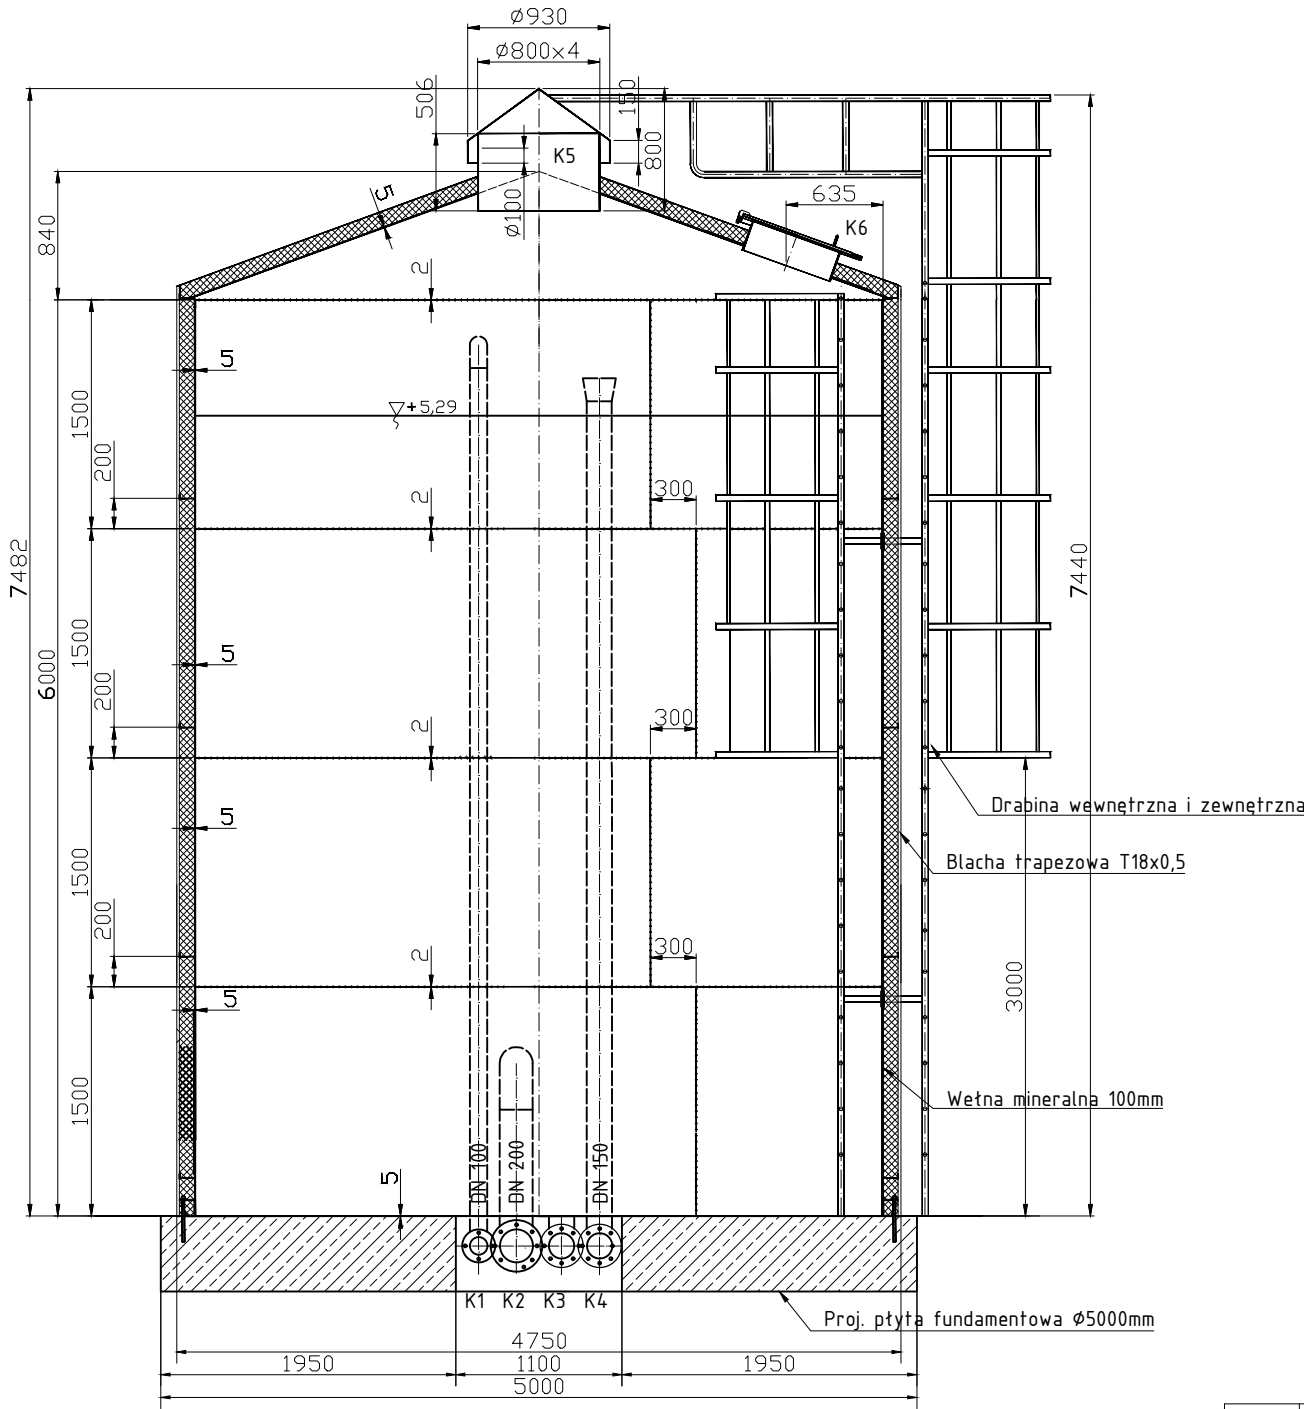 Ø930
Ø800x4
506
150
800
K5
Ø100
5
635
K6
840
2
5
1500
+5,29
200
300
2
7482
6000
7440
1500
5
200
300
2
Drabina wewnętrzna i zewnętrzna
5
Blacha trapezowa T18x0,5
1500
200
300
2
3000
5
1500
Wełna mineralna 100mm
5
DN 100
DN 200
DN 150
K1 K2 K3 K4
Proj. płyta fundamentowa Ø5000mm
4750
1950 1100 1950
5000